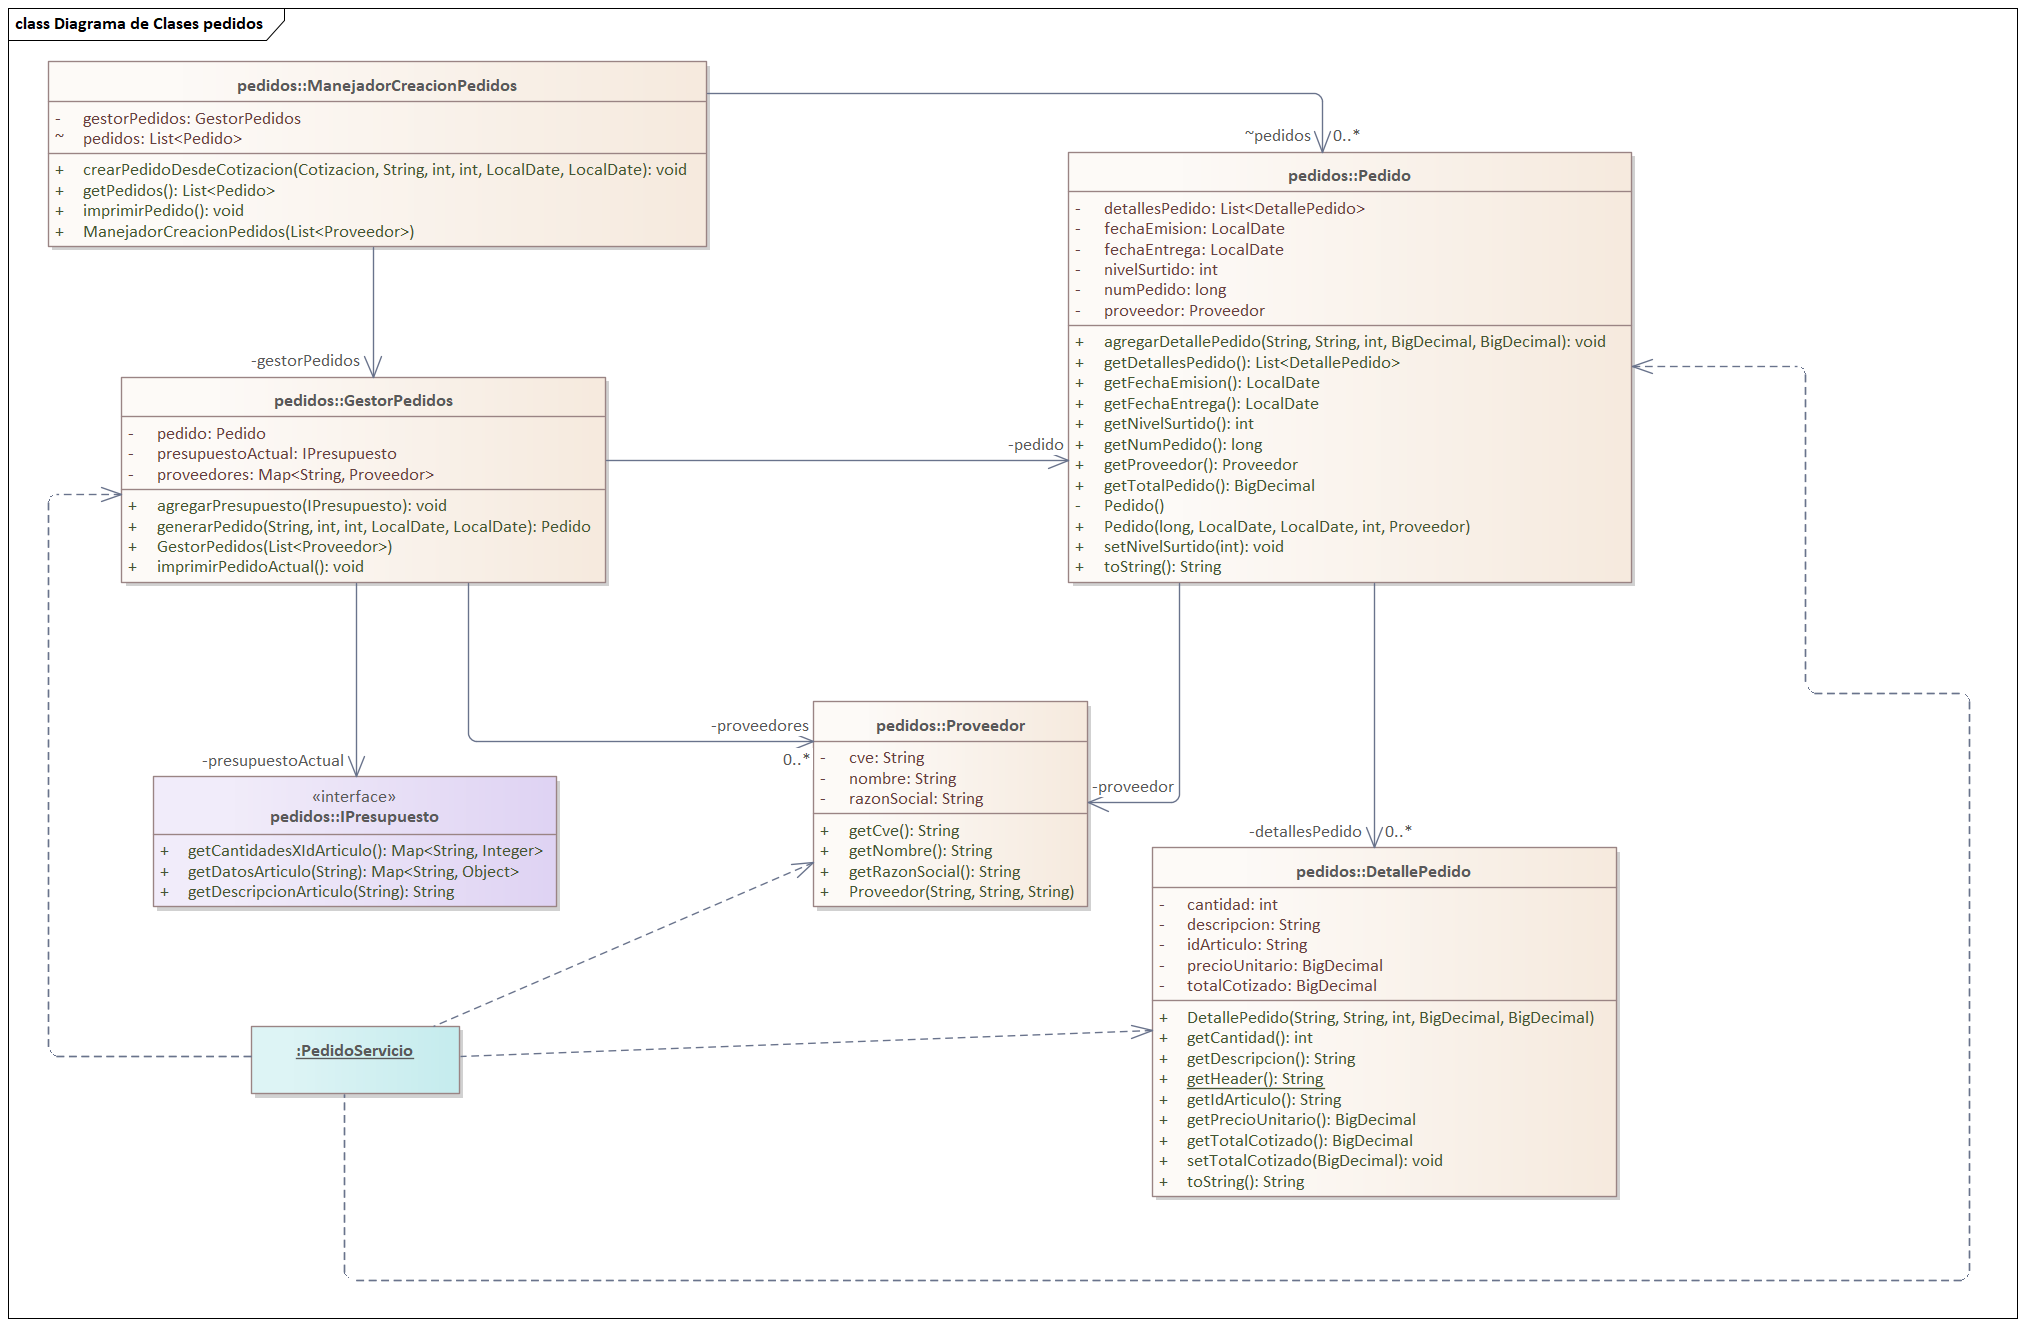 class Diagrama de Clases pedidos
pedidos::ManejadorCreacionPedidos
- gestorPedidos: GestorPedidos
~ pedidos: List<Pedido>
+ crearPedidoDesdeCotizacion(Cotizacion, String, int, int, LocalDate, LocalDate): void
+ getPedidos(): List<Pedido>
+ imprimirPedido(): void
+ ManejadorCreacionPedidos(List<Proveedor>)
~pedidos 0..*
pedidos::Pedido
- detallesPedido: List<DetallePedido>
- fechaEmision: LocalDate
- fechaEntrega: LocalDate
- nivelSurtido: int
- numPedido: long
- proveedor: Proveedor
+ agregarDetallePedido(String, String, int, BigDecimal, BigDecimal): void
+ getDetallesPedido(): List<DetallePedido>
+ getFechaEmision(): LocalDate
+ getFechaEntrega(): LocalDate
+ getNivelSurtido(): int
+ getNumPedido(): long
+ getProveedor(): Proveedor
+ getTotalPedido(): BigDecimal
- Pedido()
+ Pedido(long, LocalDate, LocalDate, int, Proveedor)
+ setNivelSurtido(int): void
+ toString(): String
-gestorPedidos
pedidos::GestorPedidos
- pedido: Pedido
- presupuestoActual: IPresupuesto
- proveedores: Map<String, Proveedor>
+ agregarPresupuesto(IPresupuesto): void
+ generarPedido(String, int, int, LocalDate, LocalDate): Pedido
+ GestorPedidos(List<Proveedor>)
+ imprimirPedidoActual(): void
-pedido
-proveedores
0..*
pedidos::Proveedor
- cve: String
- nombre: String
- razonSocial: String
+ getCve(): String
+ getNombre(): String
+ getRazonSocial(): String
+ Proveedor(String, String, String)
-proveedor
-presupuestoActual
«interface»
pedidos::IPresupuesto
+ getCantidadesXIdArticulo(): Map<String, Integer>
+ getDatosArticulo(String): Map<String, Object>
+ getDescripcionArticulo(String): String
-detallesPedido 0..*
pedidos::DetallePedido
- cantidad: int
- descripcion: String
- idArticulo: String
- precioUnitario: BigDecimal
- totalCotizado: BigDecimal
+ DetallePedido(String, String, int, BigDecimal, BigDecimal)
+ getCantidad(): int
+ getDescripcion(): String
+ getHeader(): String
+ getIdArticulo(): String
+ getPrecioUnitario(): BigDecimal
+ getTotalCotizado(): BigDecimal
+ setTotalCotizado(BigDecimal): void
+ toString(): String
:PedidoServicio